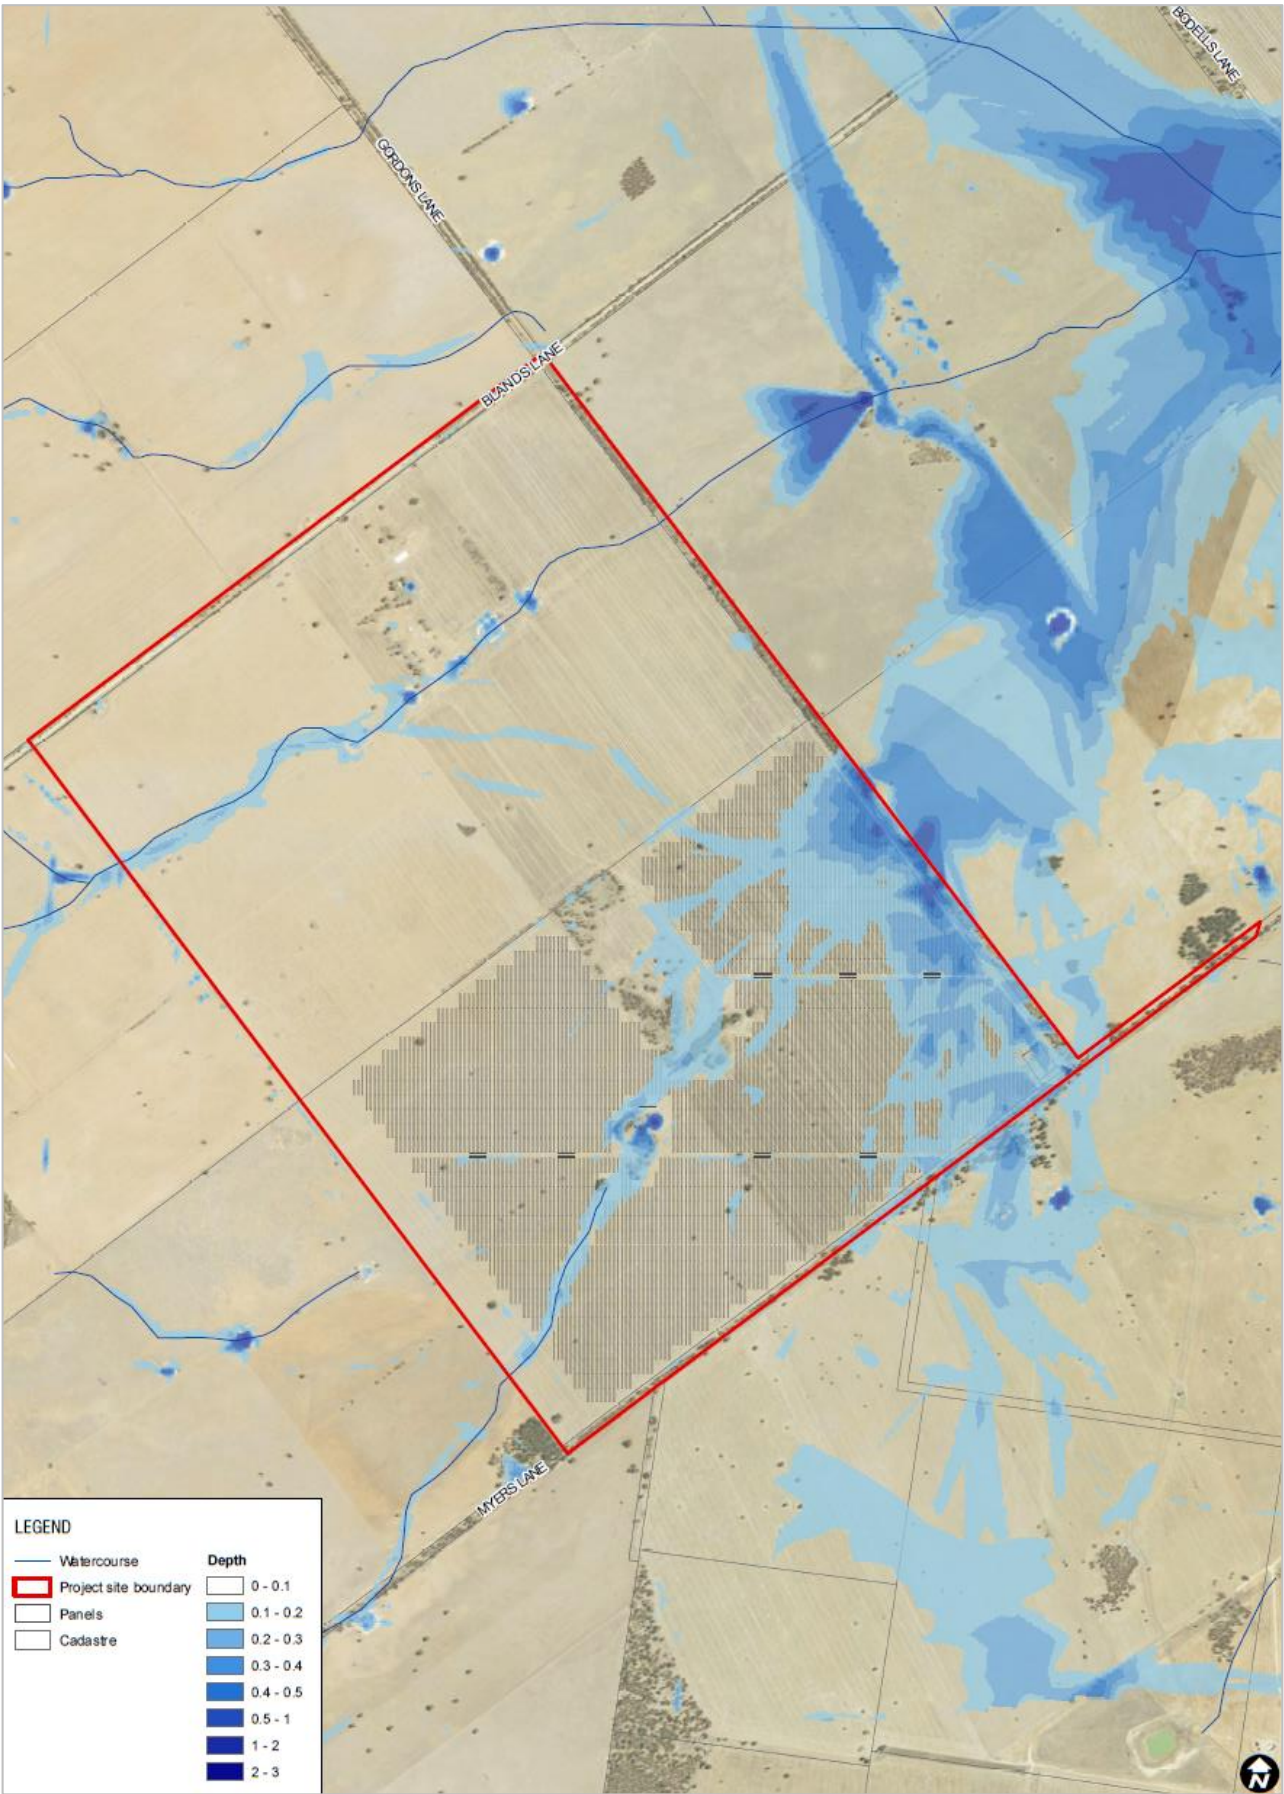 BODELLS LANE
GORDONS LANE
BLANDS LANE
MYERS LANE
LEGEND
Watercourse
Project site boundary
Panels
Cadastre
Depth
0 - 0.1
0.1 - 0.2
0.2 - 0.3
0.3 - 0.4
0.4 - 0.5
0.5 - 1
1 - 2
2 - 3
N